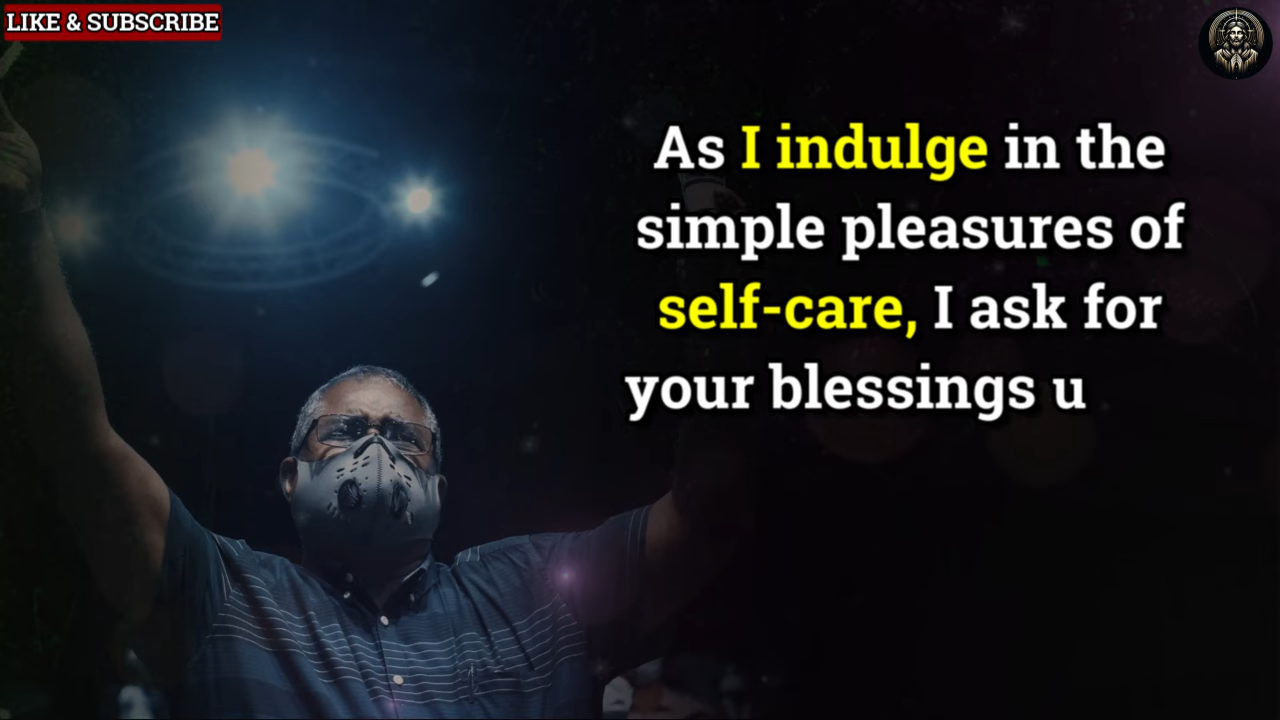 LIKE & SUBSCRIBE
As I indulge in the
simple pleasures of
self-care, I ask for
your blessings u